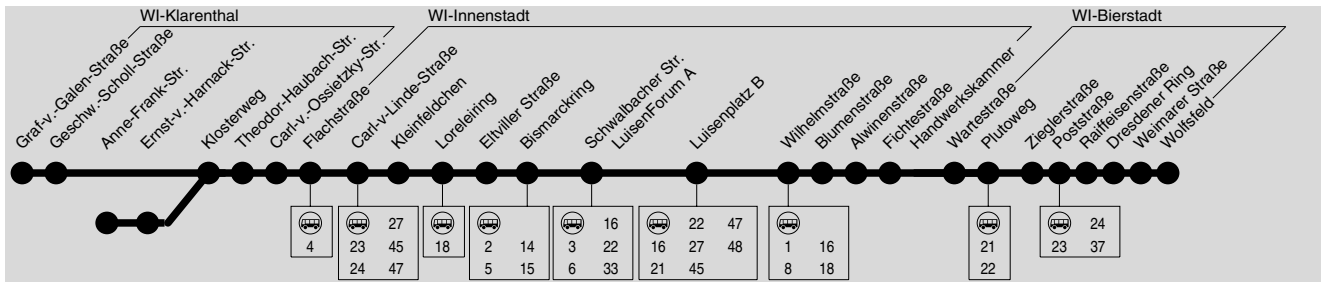 WI-Klarenthal
WI-Innenstadt
WI-Bierstadt
Graf-v.-Galen-Straße
Geschw.-Scholl-Straße
Anne-Frank-Str.
Ernst-v.-Harnack-Str.
Klosterweg
Theodor-Haubach-Str.
Carl-v.-Ossietzky-Str.
Flachstraße
Carl-v-Linde-Straße
Kleinfeldchen
Loreleiring
Eltviller Straße
Bismarckring
Schwalbacher Str.
LuisenForum A
Luisenplatz B
Wilhelmstraße
Blumenstraße
Alwinenstraße
Fichtestraße
Handwerkskammer
Wartestraße
Plutoweg
Zieglerstraße
Poststraße
Raiffeisenstraße
Dresdener Ring
Weimarer Straße
Wolfsfeld
4
27
23 45
24 47
18
2 14
5 15
16
3 22
6 33
22 47
16 27 48
21 45
1 16
8 18
21
22
24
23 37